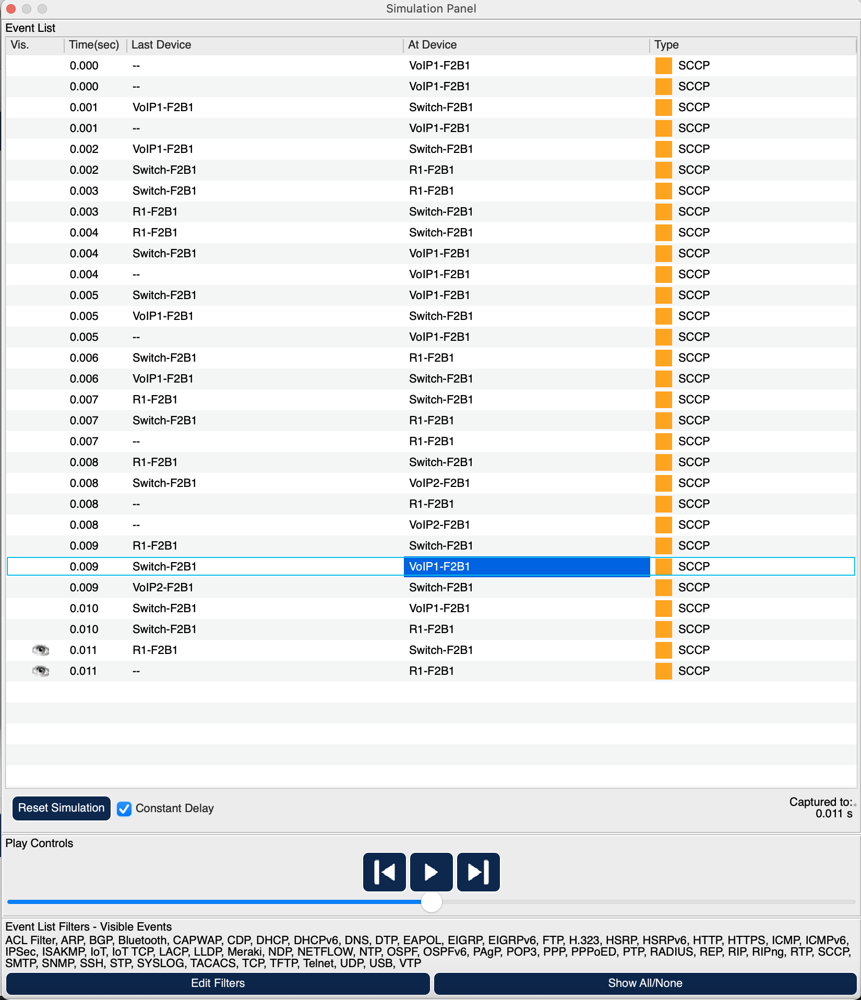 Simulation Panel
Event List
Vis. Time(sec) Last Device At Device Type
0.000 -- VoIP1-F2B1 SCCP
0.000 -- VoIP1-F2B1 SCCP
0.001 VoIP1-F2B1 Switch-F2B1 SCCP
0.001 -- VoIP1-F2B1 SCCP
0.002 VoIP1-F2B1 Switch-F2B1 SCCP
0.002 Switch-F2B1 R1-F2B1 SCCP
0.003 Switch-F2B1 R1-F2B1 SCCP
0.003 R1-F2B1 Switch-F2B1 SCCP
0.004 R1-F2B1 Switch-F2B1 SCCP
0.004 Switch-F2B1 VoIP1-F2B1 SCCP
0.004 -- VoIP1-F2B1 SCCP
0.005 Switch-F2B1 VoIP1-F2B1 SCCP
0.005 VoIP1-F2B1 Switch-F2B1 SCCP
0.005 -- VoIP1-F2B1 SCCP
0.006 Switch-F2B1 R1-F2B1 SCCP
0.006 VoIP1-F2B1 Switch-F2B1 SCCP
0.007 R1-F2B1 Switch-F2B1 SCCP
0.007 Switch-F2B1 R1-F2B1 SCCP
0.007 -- R1-F2B1 SCCP
0.008 R1-F2B1 Switch-F2B1 SCCP
0.008 Switch-F2B1 VoIP2-F2B1 SCCP
0.008 -- R1-F2B1 SCCP
0.008 -- VoIP2-F2B1 SCCP
0.009 R1-F2B1 Switch-F2B1 SCCP
0.009 Switch-F2B1 VoIP1-F2B1 SCCP
0.009 VoIP2-F2B1 Switch-F2B1 SCCP
0.010 Switch-F2B1 VoIP1-F2B1 SCCP
0.010 Switch-F2B1 R1-F2B1 SCCP
0.011 R1-F2B1 Switch-F2B1 SCCP
0.011 -- R1-F2B1 SCCP
Reset Simulation Constant Delay Captured to:*
0.011 s
Play Controls
Event List Filters - Visible Events
ACL Filter, ARP, BGP, Bluetooth, CAPWAP, CDP, DHCP, DHCPv6, DNS, DTP, EAPOL, EIGRP, EIGRPv6, FTP, H.323, HSRP, HSRPv6, HTTP, HTTPS, ICMP, ICMPv6,
IPSec, ISAKMP, IoT, IoT TCP, LACP, LLDP, Meraki, NDP, NETFLOW, NTP, OSPF, OSPFv6, PAgP, POP3, PPP, PPPoED, PTP, RADIUS, REP, RIP, RIPng, RTP, SCCP,
SMTP, SNMP, SSH, STP, SYSLOG, TACACS, TCP, TFTP, Telnet, UDP, USB, VTP
Edit Filters Show All/None